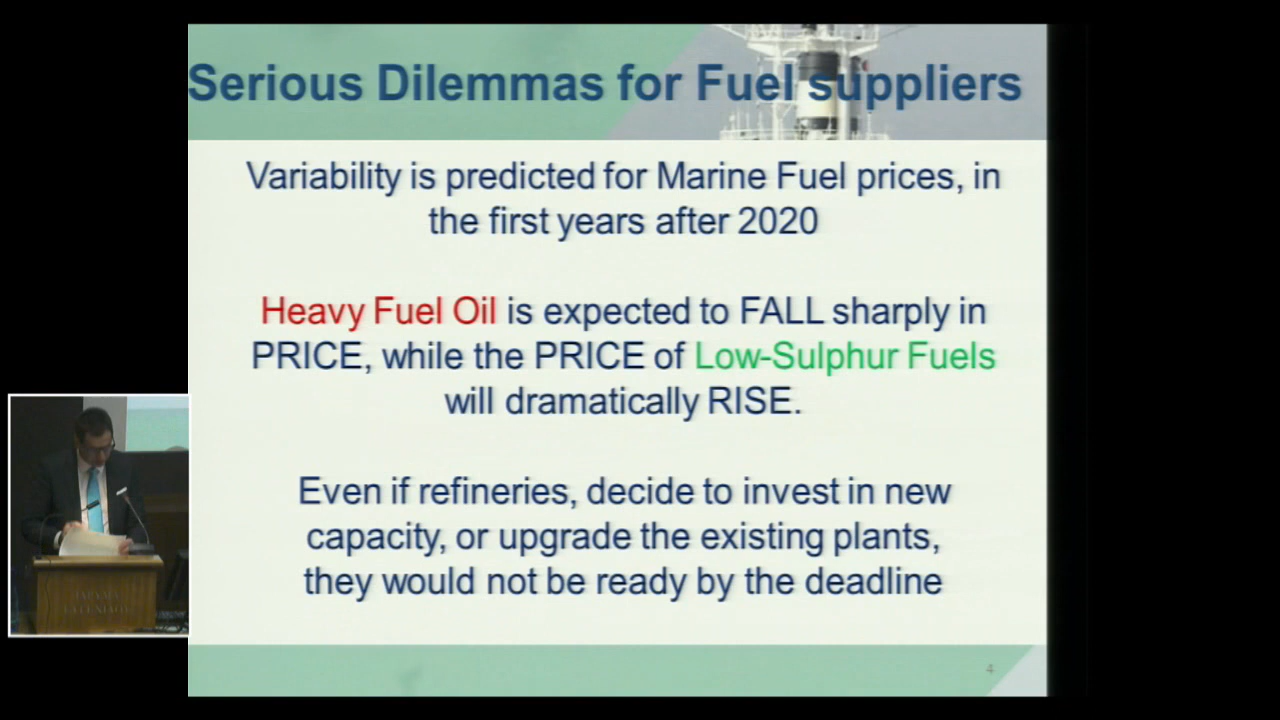 Serious Dilemmas for Fuel suppliers
Variability is predicted for Marine Fuel prices, in
the first years after 2020
Heavy Fuel Oil is expected to FALL sharply in
PRICE, while the PRICE of Low-Sulphur Fuels
will dramatically RISE.
Even if refineries, decide to invest in new
capacity, or upgrade the existing plants,
they would not be ready by the deadline
4